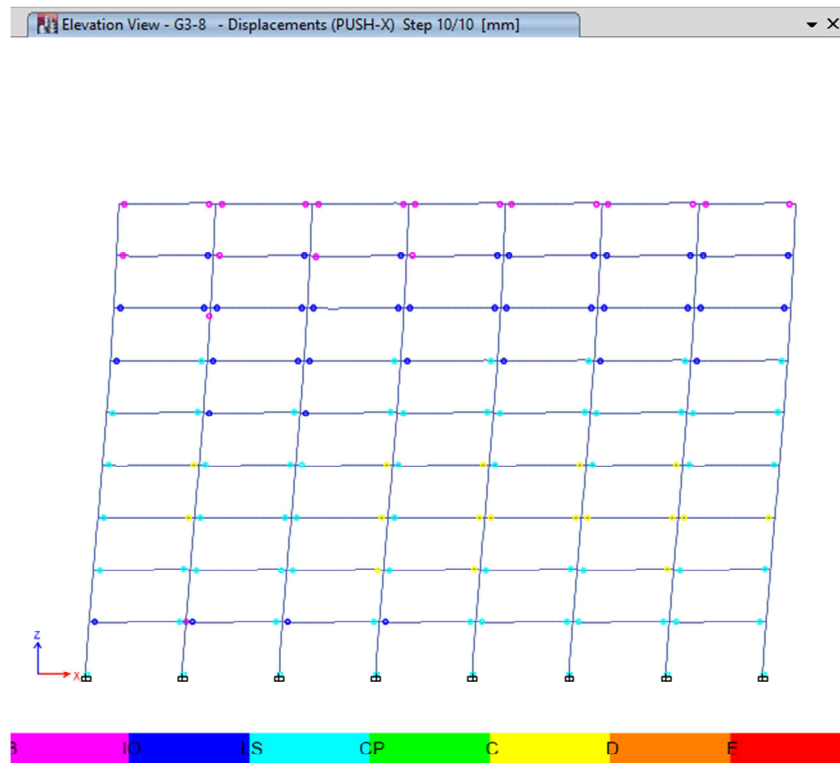 Elevation View - G3-8 - Displacements (PUSH-X) Step 10/10 [mm]
Z
X
B IO LS CP C D E